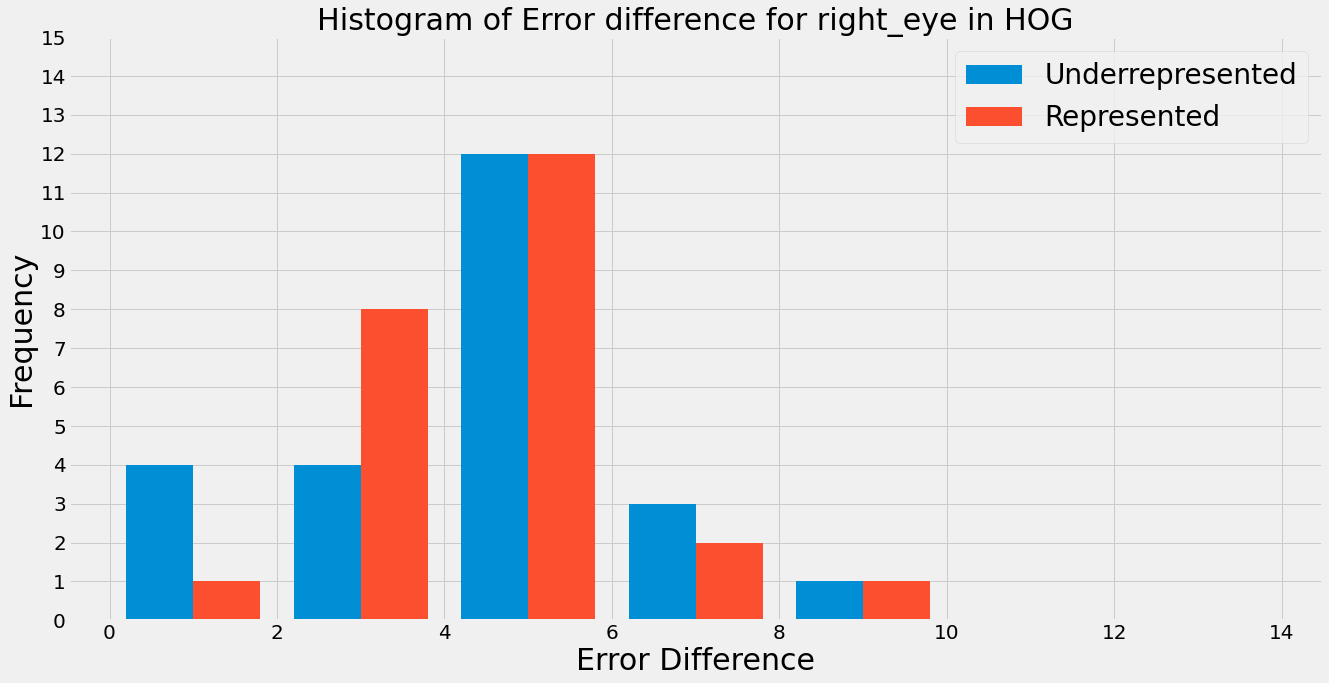 Histogram of Error difference for right_eye in HOG
15
14
13
12
11
10
9
8
7
6
5
4
3
2
1
0
Frequency
Underrepresented
Represented
0 2 4 6 8 10 12 14
Error Difference